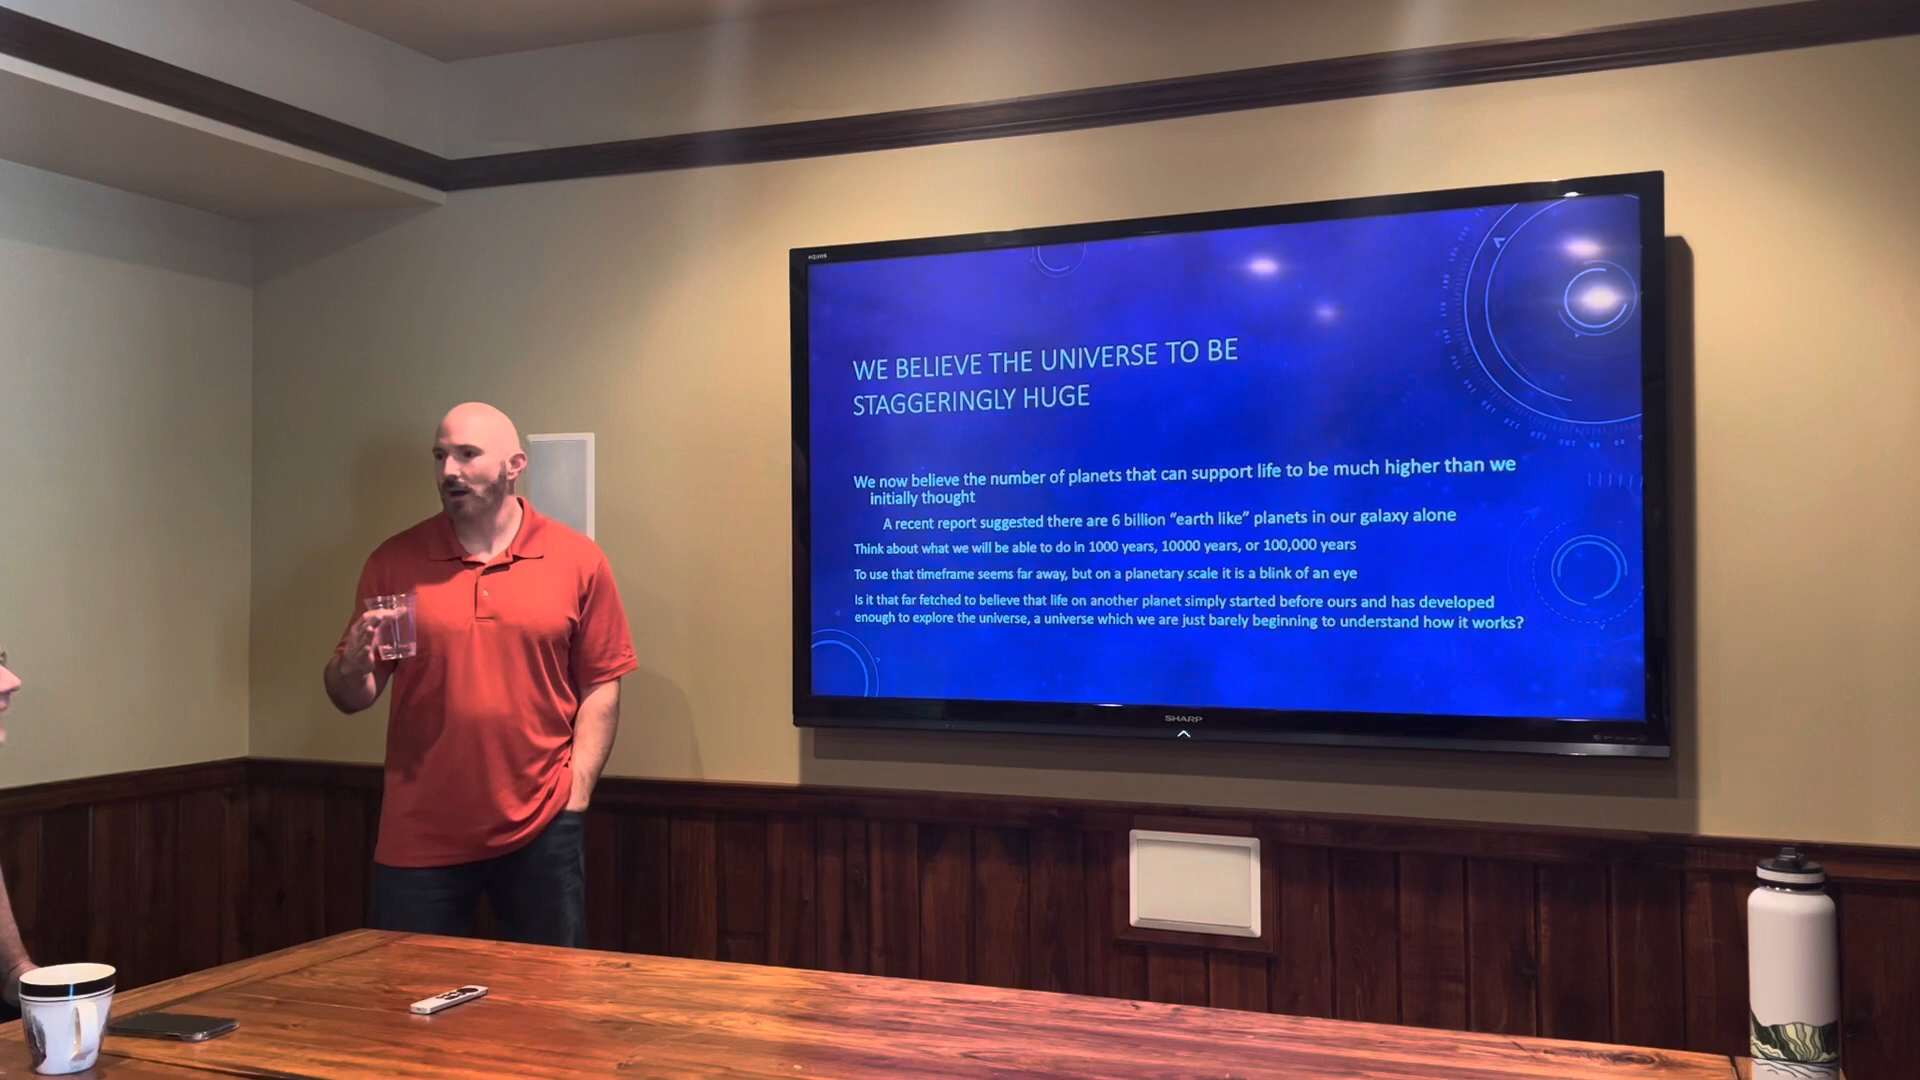 AQUOS
WE BELIEVE THE UNIVERSE TO BE
STAGGERINGLY HUGE
We now believe the number of planets that can support life to be much higher than we
initially thought
A recent report suggested there are 6 billion “earth like” planets in our galaxy alone
Think about what we will be able to do in 1000 years, 10000 years, or 100,000 years
To use that timeframe seems far away, but on a planetary scale it is a blink of an eye
Is it that far fetched to believe that life on another planet simply started before ours and has developed
enough to explore the universe, a universe which we are just barely beginning to understand how it works?
SHARP